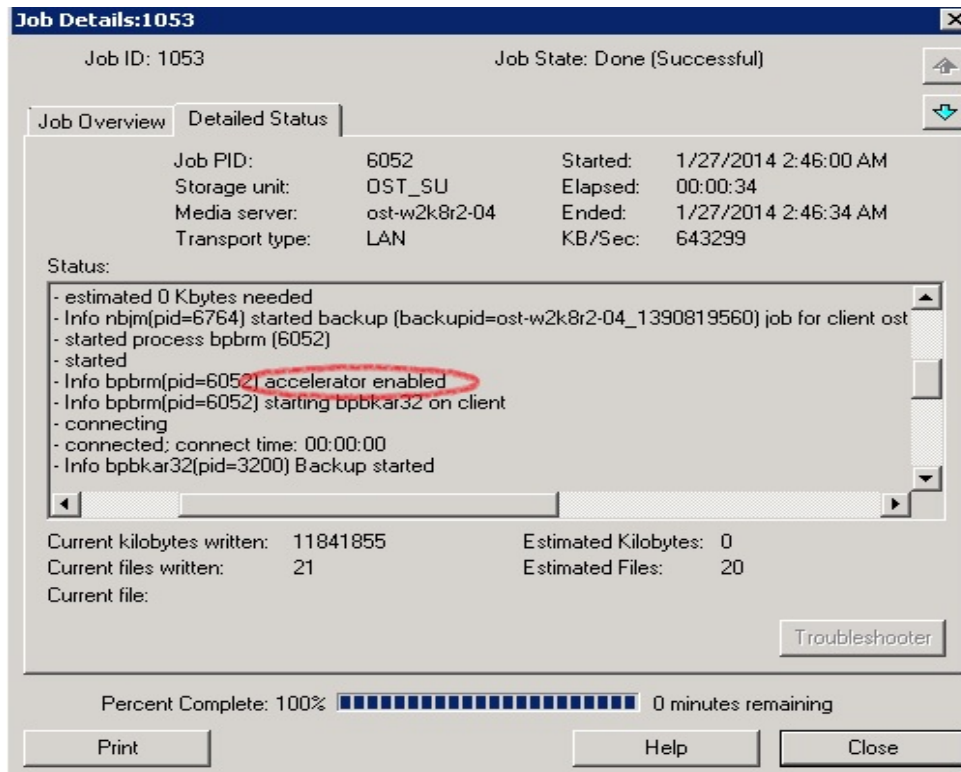 Job Details:1053
Job ID: 1053 Job State: Done (Successful)
Job Overview Detailed Status
Job PID: 6052 Started: 1/27/2014 2:46:00 AM
Storage unit: OST_SU Elapsed: 00:00:34
Media server: ost-w2k8r2-04 Ended: 1/27/2014 2:46:34 AM
Transport type: LAN KB/Sec: 643299
Status:
- estimated 0 Kbytes needed
- Info nbjm(pid=6764) started backup (backupid=ost-w2k8r2-04_1390819560) job for client ost
- started process bpbrm (6052)
- started
- Info bpbrm(pid=6052) accelerator enabled
- Info bpbrm(pid=6052) starting bpbkar32 on client
- connecting
- connected; connect time: 00:00:00
- Info bpbkar32(pid=3200) Backup started
Current kilobytes written: 11841855 Estimated Kilobytes: 0
Current files written: 21 Estimated Files: 20
Current file:
Troubleshooter
Percent Complete: 100% 0 minutes remaining
Print Help Close